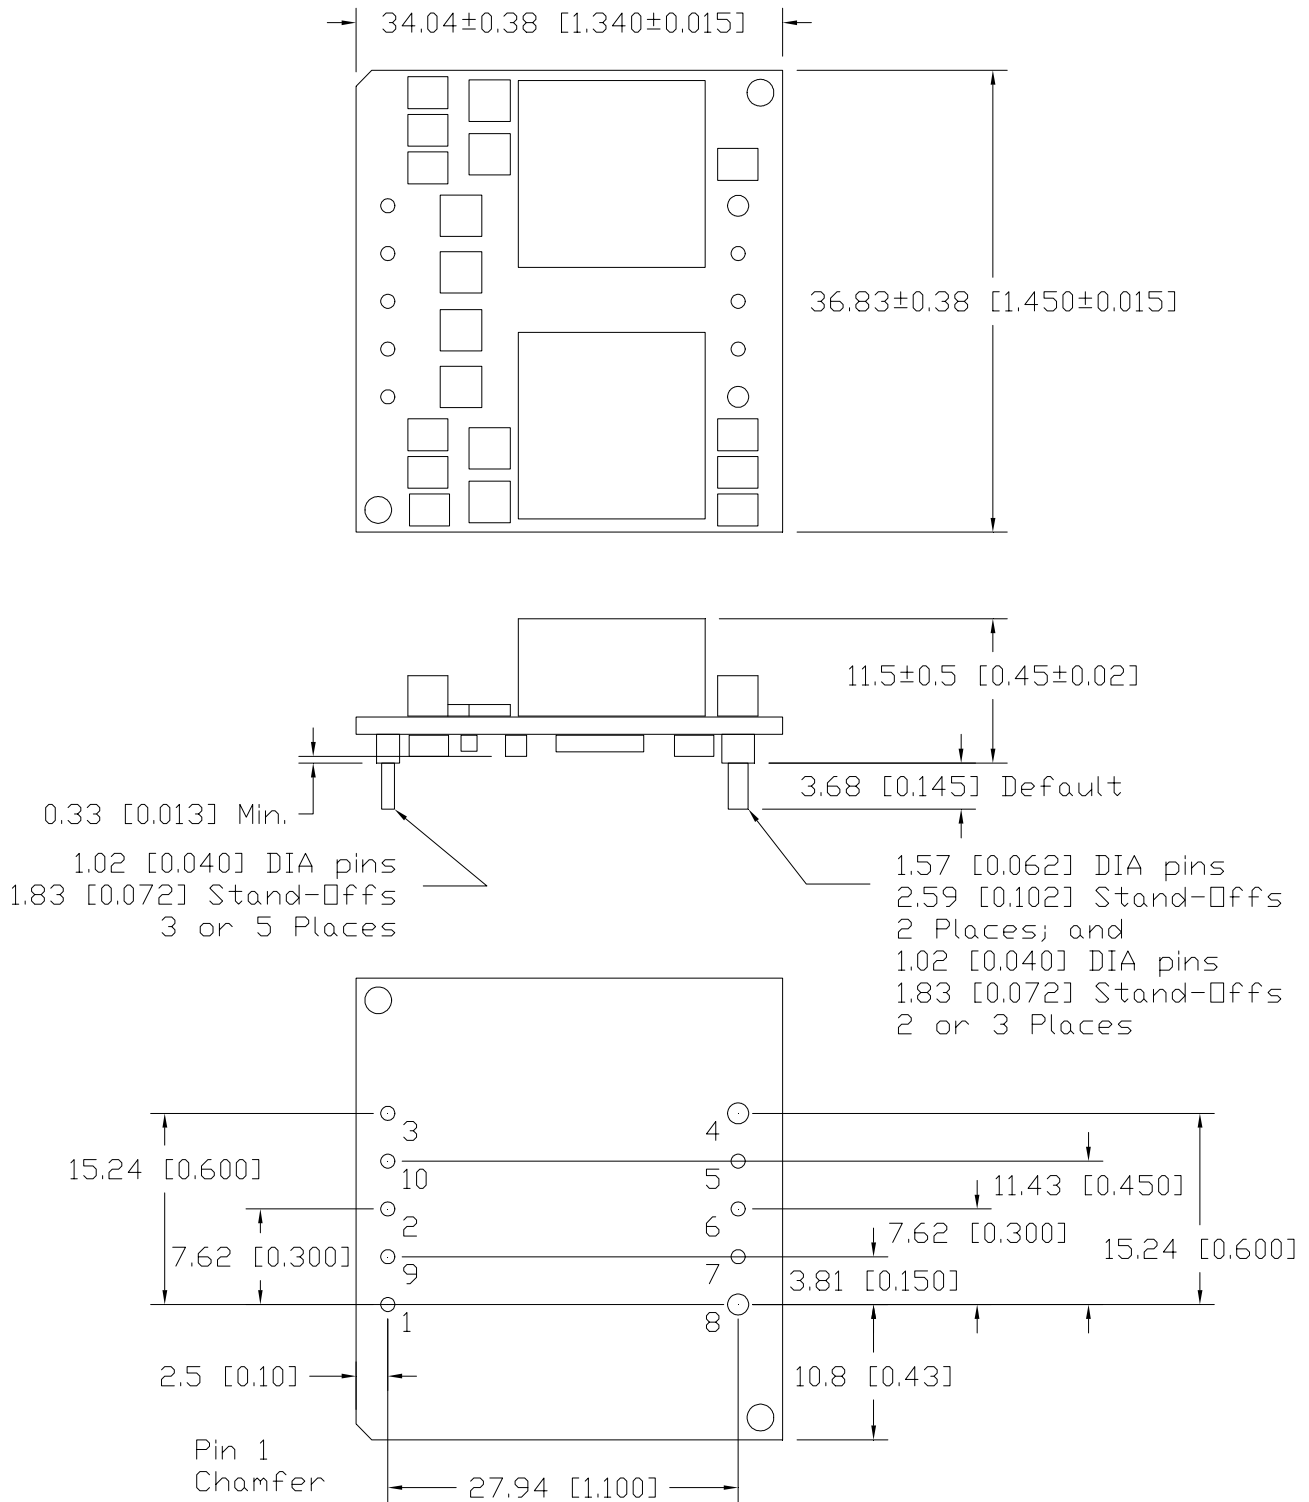 34.04±0.38 [1.340±0.015]
36.83±0.38 [1.450±0.015]
11.5±0.5 [0.45±0.02]
3.68 [0.145] Default
0.33 [0.013] Min.
1.02 [0.040] DIA pins
1.83 [0.072] Stand-Offs
3 or 5 Places
1.57 [0.062] DIA pins
2.59 [0.102] Stand-Offs
2 Places; and
1.02 [0.040] DIA pins
1.83 [0.072] Stand-Offs
2 or 3 Places
3
4
15.24 [0.600]
10
5
11.43 [0.450]
2
6
7.62 [0.300]
7.62 [0.300]
15.24 [0.600]
9
7
3.81 [0.150]
1
8
2.5 [0.10]
10.8 [0.43]
Pin 1
Chamfer
27.94 [1.100]